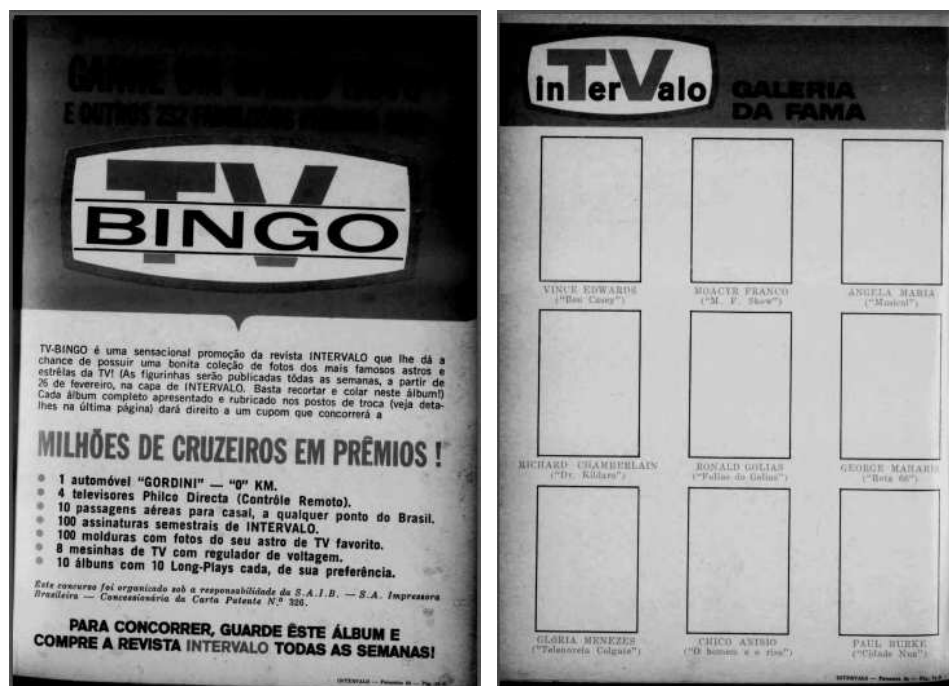 GANHE UM CARRO NOVO
E OUTROS 232 FABULOSOS
TV
BINGO
TV-BINGO é uma sensacional promoção da revista INTERVALO que lhe dá a
chance de possuir uma bonita coleção de fotos dos mais famosos astros e
estrêlas da TV! (As figurinhas serão publicadas tôdas as semanas, a partir de
26 de fevereiro, na capa de INTERVALO. Basta recortar e colar neste álbum!)
Cada álbum completo apresentado e rubricado nos postos de troca (veja deta-
lhes na última página) dará direito a um cupom que concorrerá a
MILHÕES DE CRUZEIROS EM PRÊMIOS !
1 automóvel "GORDINI" — "0" KM.
4 televisores Philco Directa (Contrôle Remoto).
10 passagens aéreas para casal, a qualquer ponto do Brasil.
100 assinaturas semestrais de INTERVALO.
100 molduras com fotos do seu astro de TV favorito.
8 mesinhas de TV com regulador de voltagem.
10 álbuns com 10 Long-Plays cada, de sua preferência.
Este concurso foi organizado sob a responsabilidade da S.A.I.B. — S.A. Impressora
Brasileira — Concessionária da Carta Patente N.º 326.
PARA CONCORRER, GUARDE ÊSTE ÁLBUM E
COMPRE A REVISTA INTERVALO TODAS AS SEMANAS!
INTERVALO
inTerValo
GALERIA
DA FAMA
VINCE EDWARDS
("Ben Casey")
MOACYR FRANCO
("M. F. Show")
ANGELA MARIA
("Musical")
RICHARD CHAMBERLAIN
("Dr. Kildare")
RONALD GOLIAS
("Folias do Golias")
GEORGE MAHARIS
("Rota 66")
GLÓRIA MENEZES
("Telenovela Colgate")
CHICO ANISIO
("O homem e o riso")
PAUL BURKE
("Cidade Nua")
INTERVALO